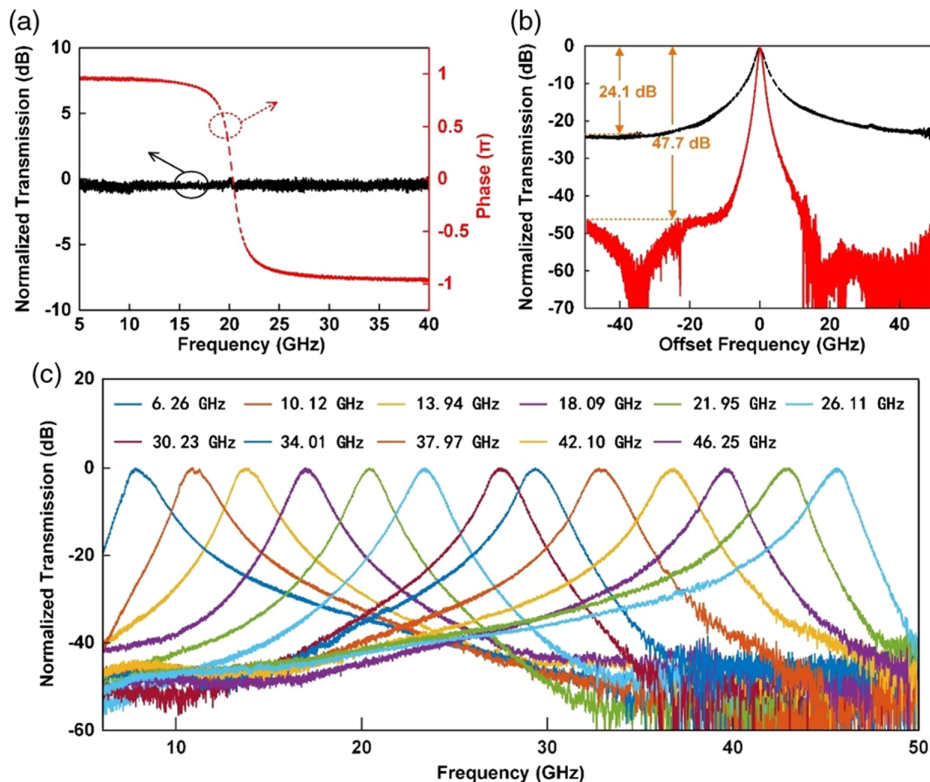 (a)
10
5
0
-5
-10
Normalized Transmission (dB)
5 10 15 20 25 30 35 40
Frequency (GHz)
1
0.5
0
-0.5
-1
Phase (π)
(b)
0
-10
-20
-30
-40
-50
-60
-70
Normalized Transmission (dB)
24.1 dB
47.7 dB
-40 -20 0 20 40
Offset Frequency (GHz)
(c)
20
0
-20
-40
-60
Normalized Transmission (dB)
6.26 GHz 10.12 GHz 13.94 GHz 18.09 GHz 21.95 GHz 26.11 GHz
30.23 GHz 34.01 GHz 37.97 GHz 42.10 GHz 46.25 GHz
10 20 30 40 50
Frequency (GHz)